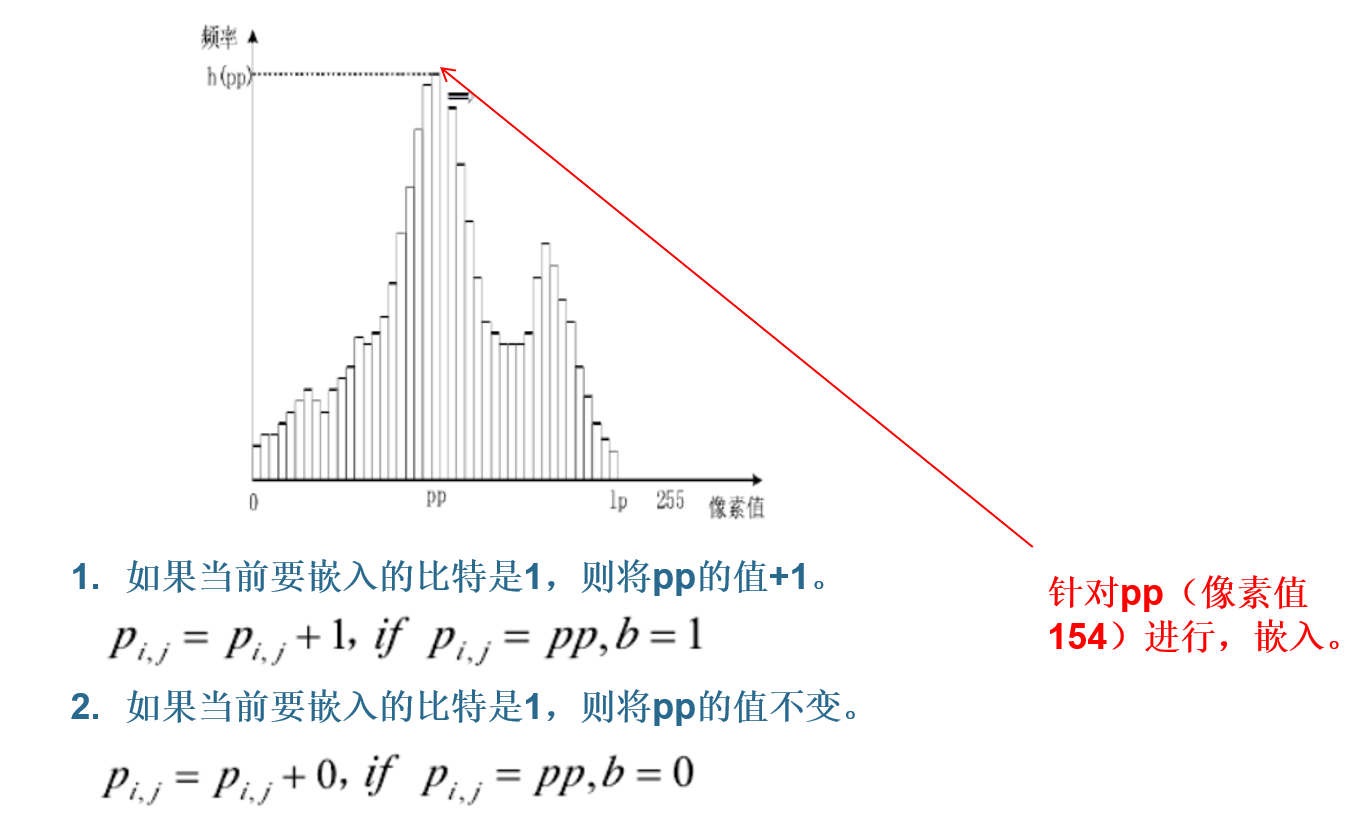 频率
h(pp)
0
pp
lp
255
像素值
1. 如果当前要嵌入的比特是1，则将pp的值+1。
p_{i,j} = p_{i,j} + 1, if p_{i,j} = pp, b = 1
2. 如果当前要嵌入的比特是1，则将pp的值不变。
p_{i,j} = p_{i,j} + 0, if p_{i,j} = pp, b = 0
针对pp（像素值
154）进行，嵌入。